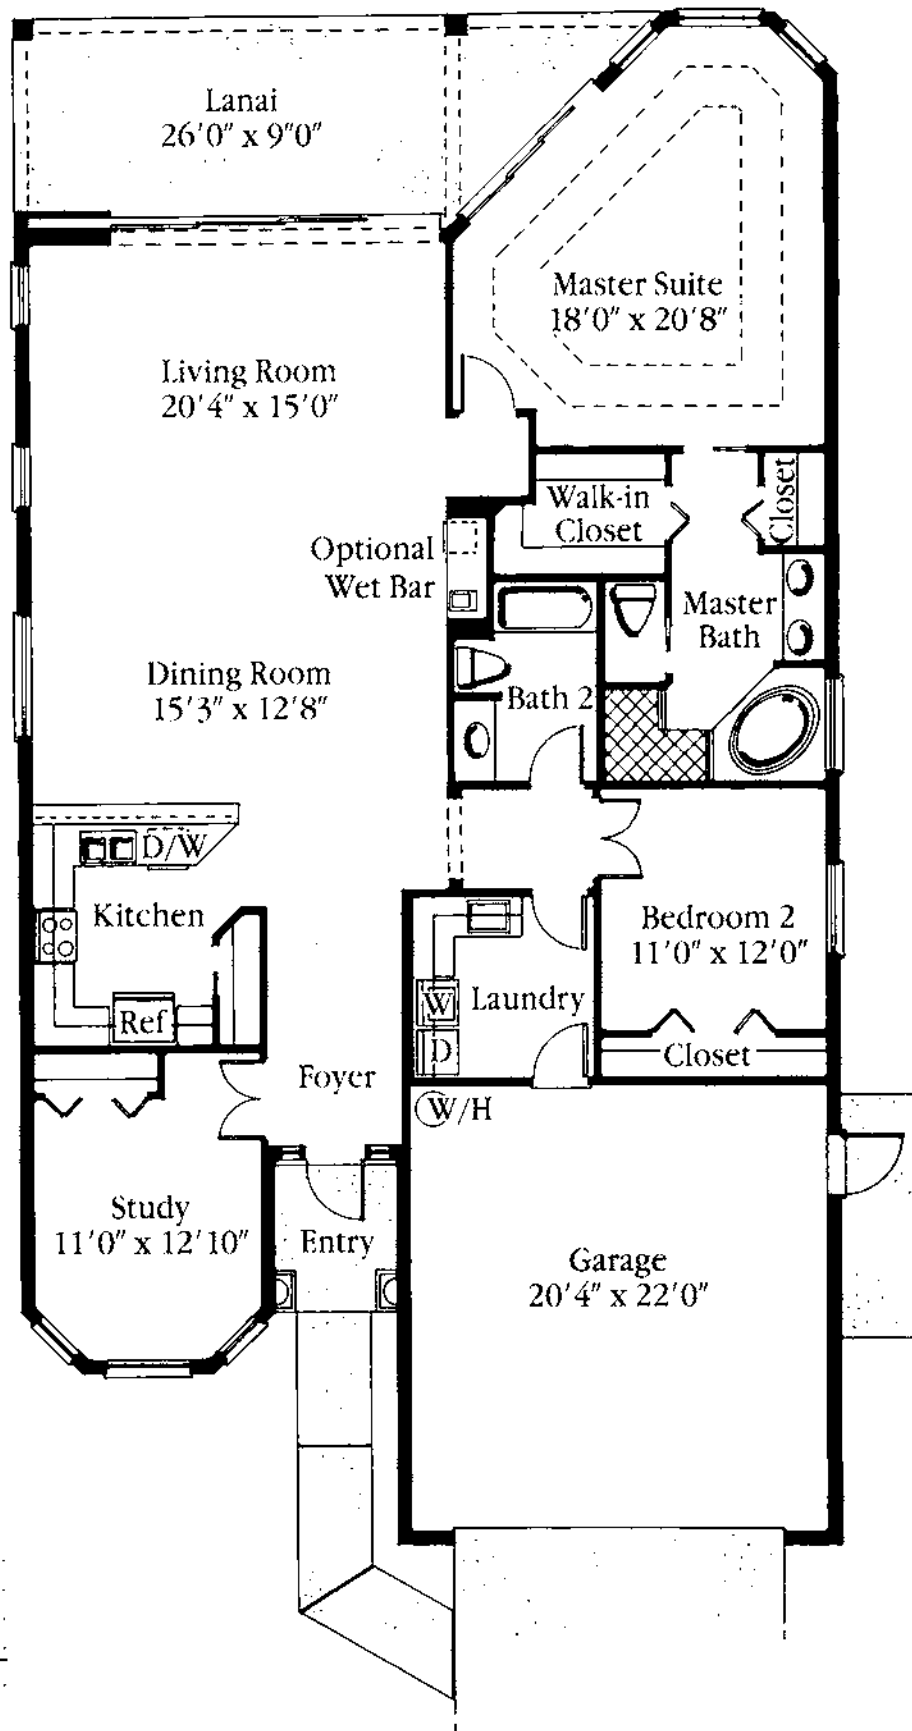 Lanai
26'0" x 9"0"
Master Suite
18'0" x 20'8"
Living Room
20'4" x 15'0"
Walk-in
Closet
Closet
Optional
Wet Bar
Master
Bath
Dining Room
15'3" x 12'8"
Bath 2
D/W
Kitchen
Bedroom 2
11'0" x 12'0"
W
Laundry
Ref
D
Closet
Foyer
W/H
Study
11'0" x 12'10"
Entry
Garage
20'4" x 22'0"